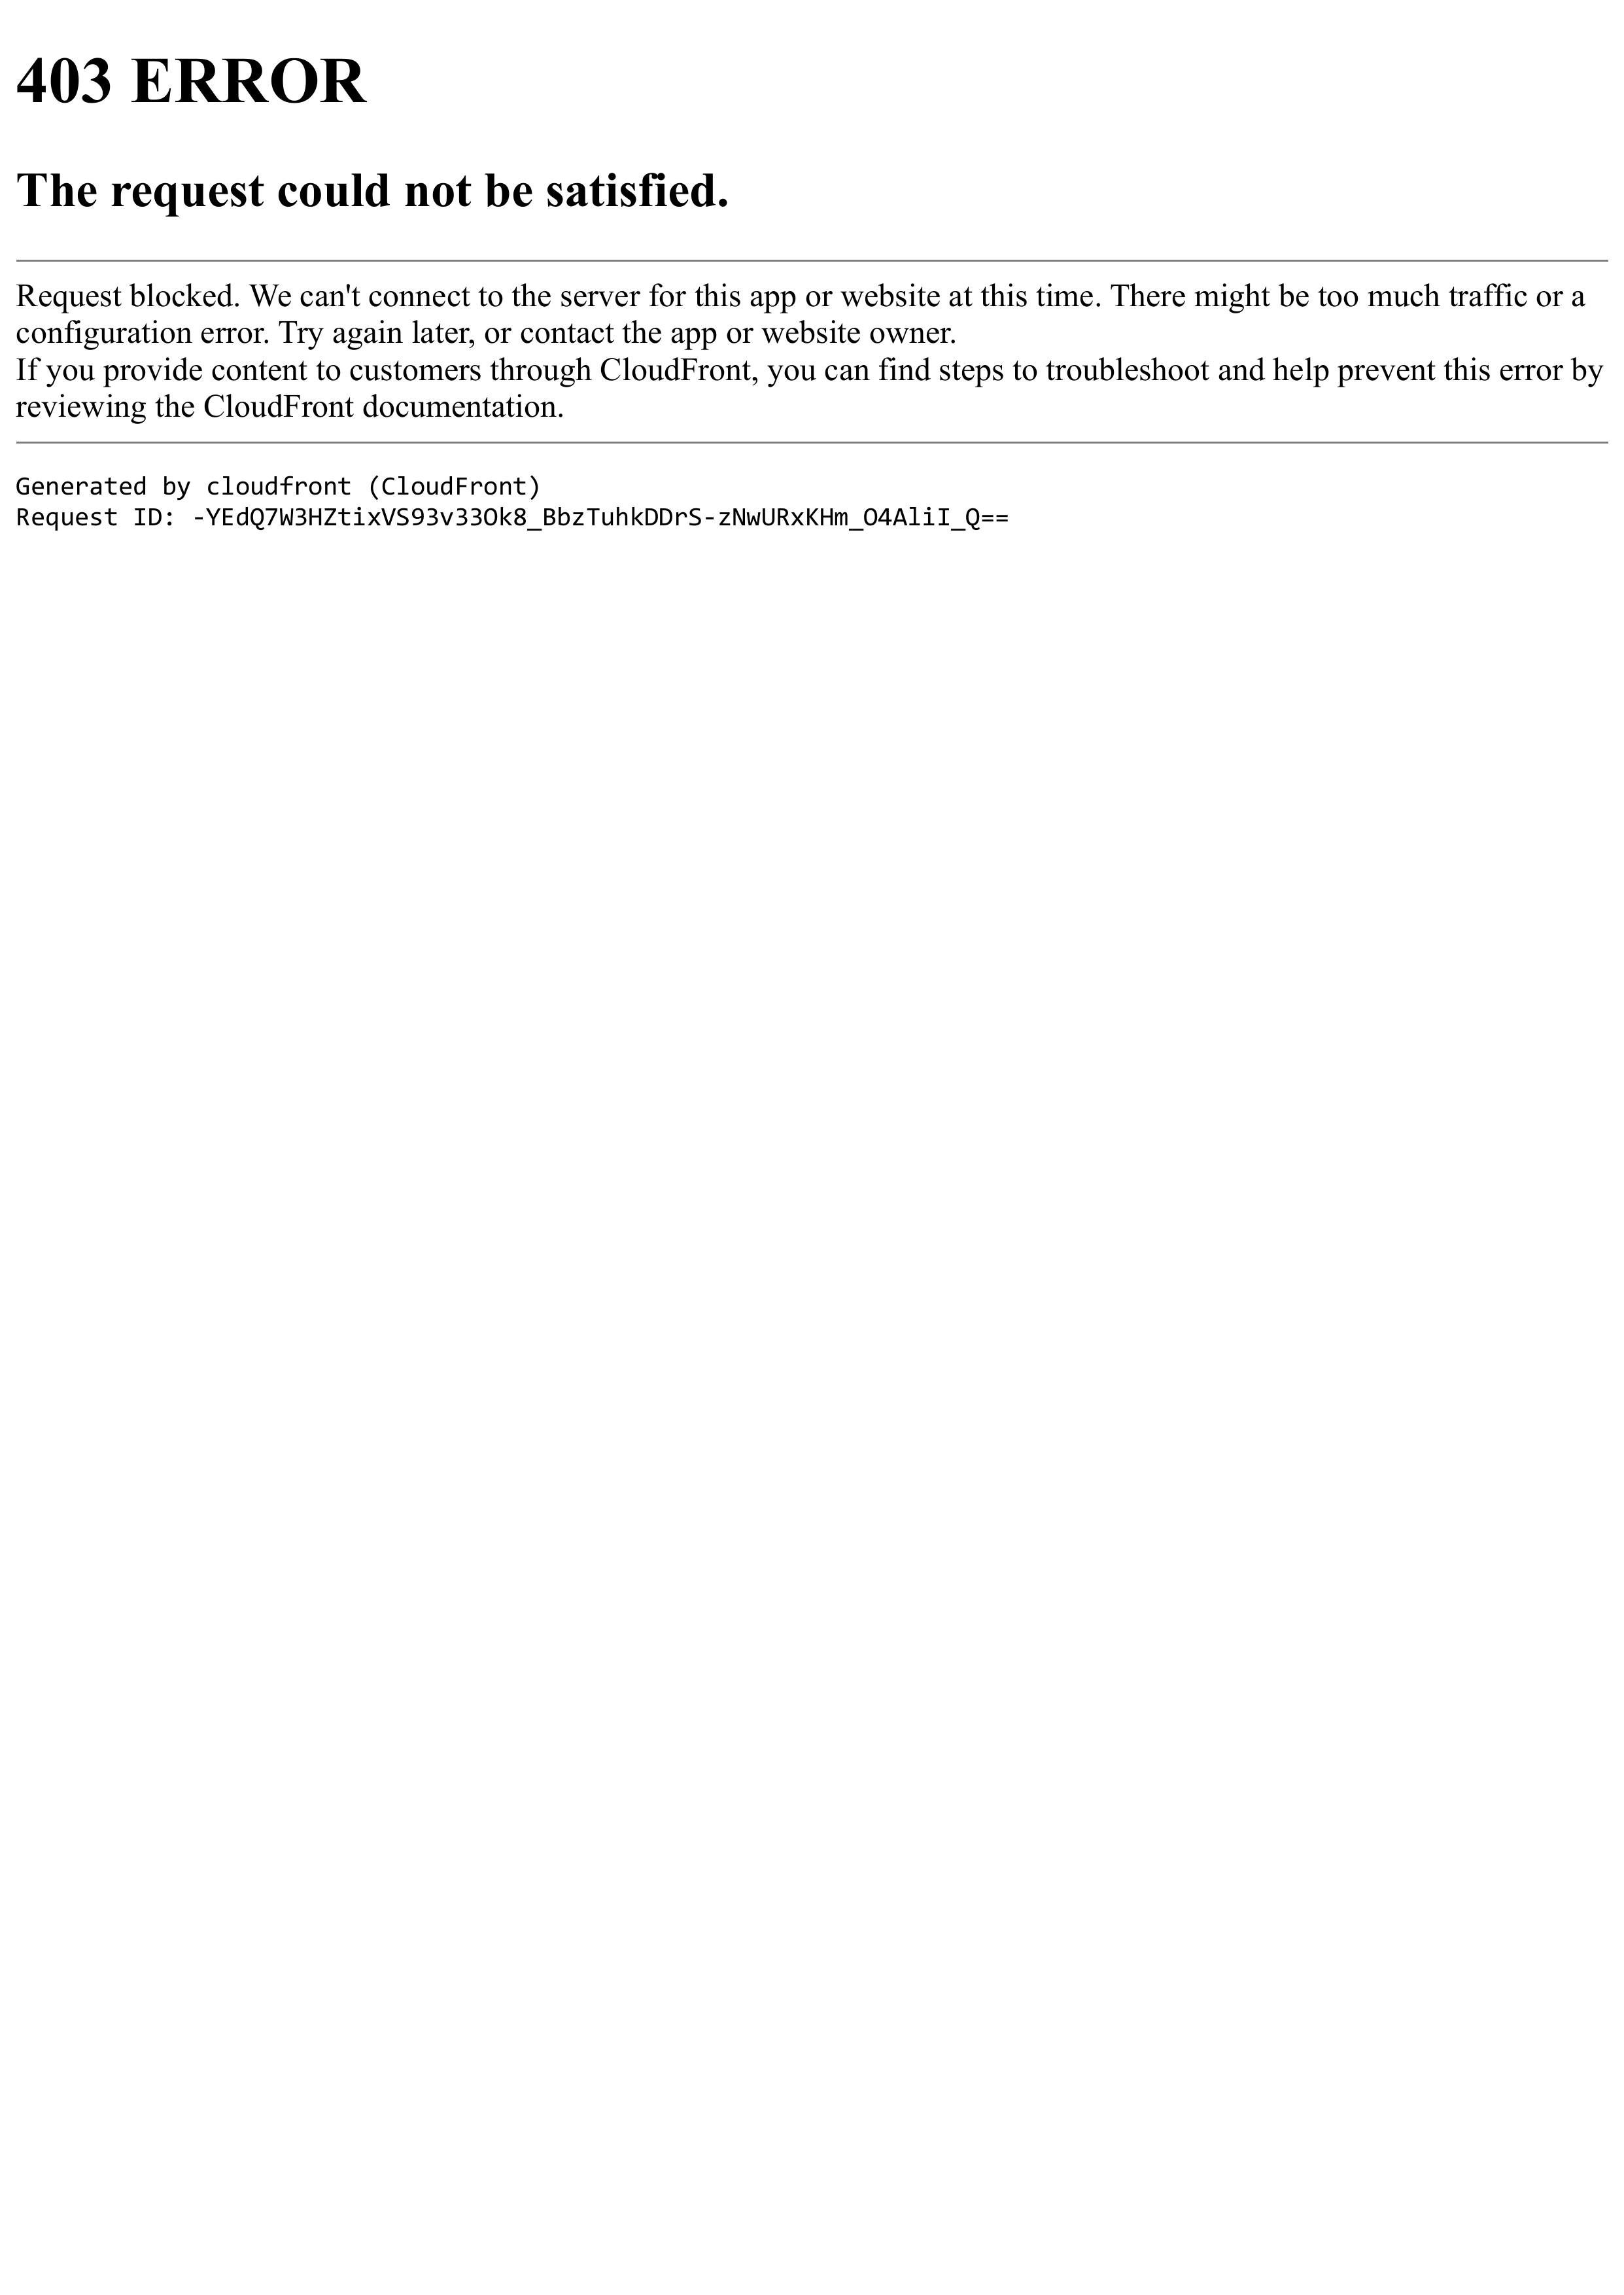 403 ERROR
The request could not be satisfied.
Request blocked. We can't connect to the server for this app or website at this time. There might be too much traffic or a
configuration error. Try again later, or contact the app or website owner.
If you provide content to customers through CloudFront, you can find steps to troubleshoot and help prevent this error by
reviewing the CloudFront documentation.
Generated by cloudfront (CloudFront)
Request ID: -YEdQ7W3HZtixVS93v33Ok8_BbzTuhkDDrS-zNwURxKHm_O4AliI_Q==